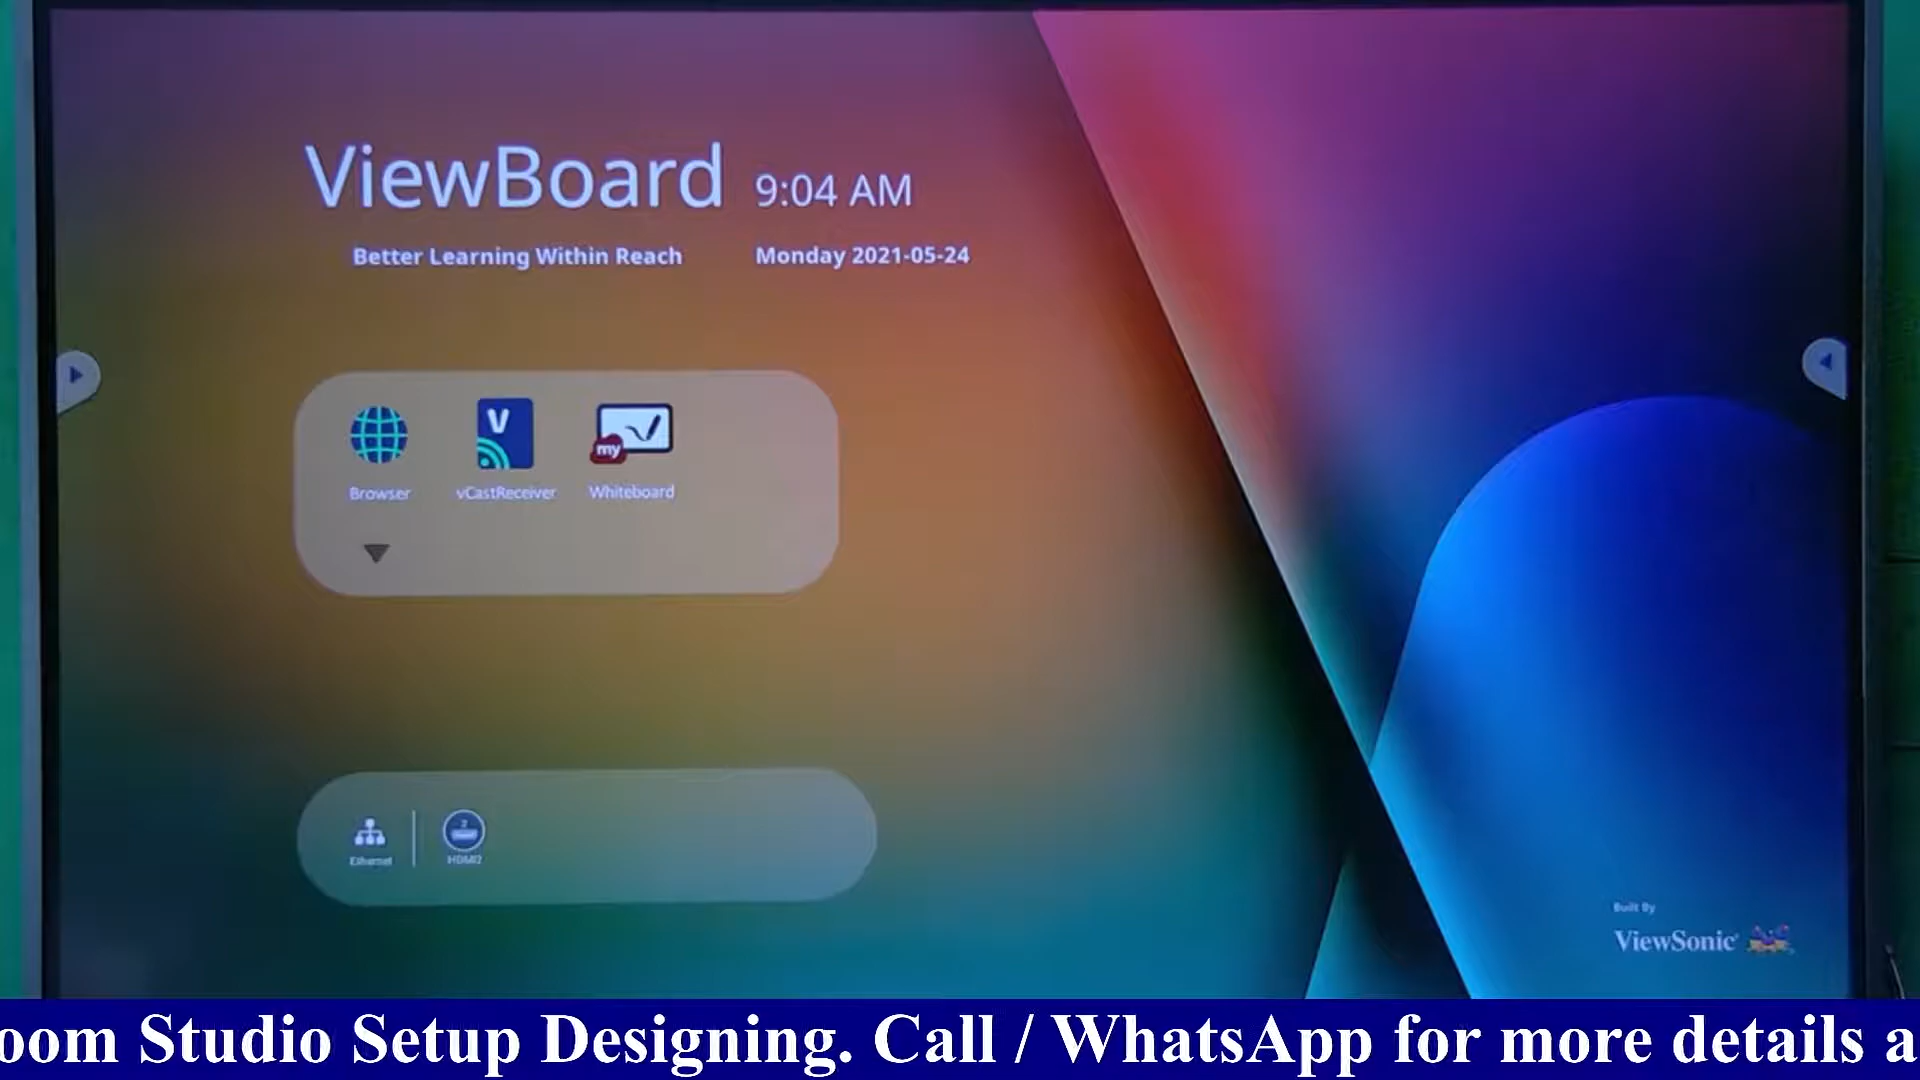 ViewBoard 9:04 AM
Better Learning Within Reach Monday 2021-05-24
V
my
Browser vCastReceiver Whiteboard
2
Ethernet HDMI2
Built By
ViewSonic
oom Studio Setup Designing. Call / WhatsApp for more details a